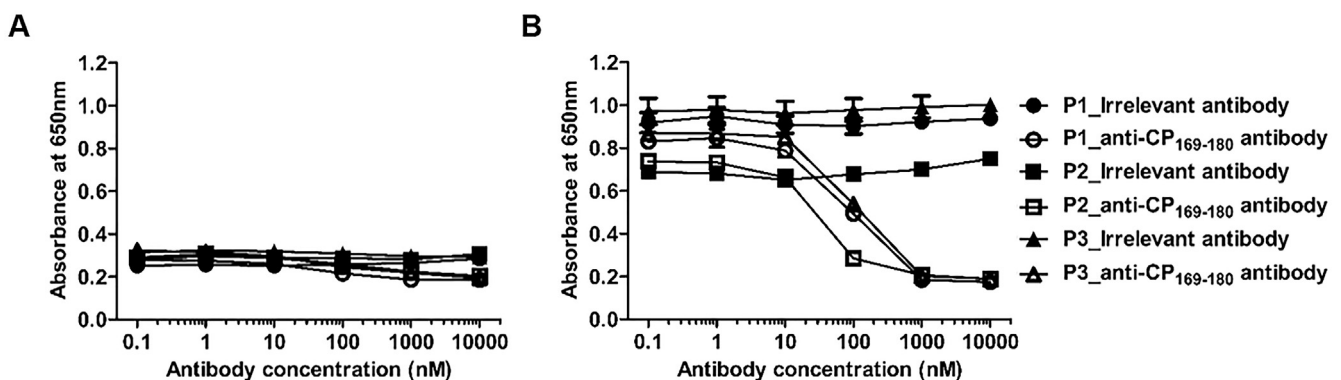 A
Absorbance at 650nm
1.2
1.0
0.8
0.6
0.4
0.2
0.0
0.1 1 10 100 1000 10000
Antibody concentration (nM)
B
Absorbance at 650nm
1.2
1.0
0.8
0.6
0.4
0.2
0.0
0.1 1 10 100 1000 10000
Antibody concentration (nM)
P1_Irrelevant antibody
P1_anti-CP169-180 antibody
P2_Irrelevant antibody
P2_anti-CP169-180 antibody
P3_Irrelevant antibody
P3_anti-CP169-180 antibody